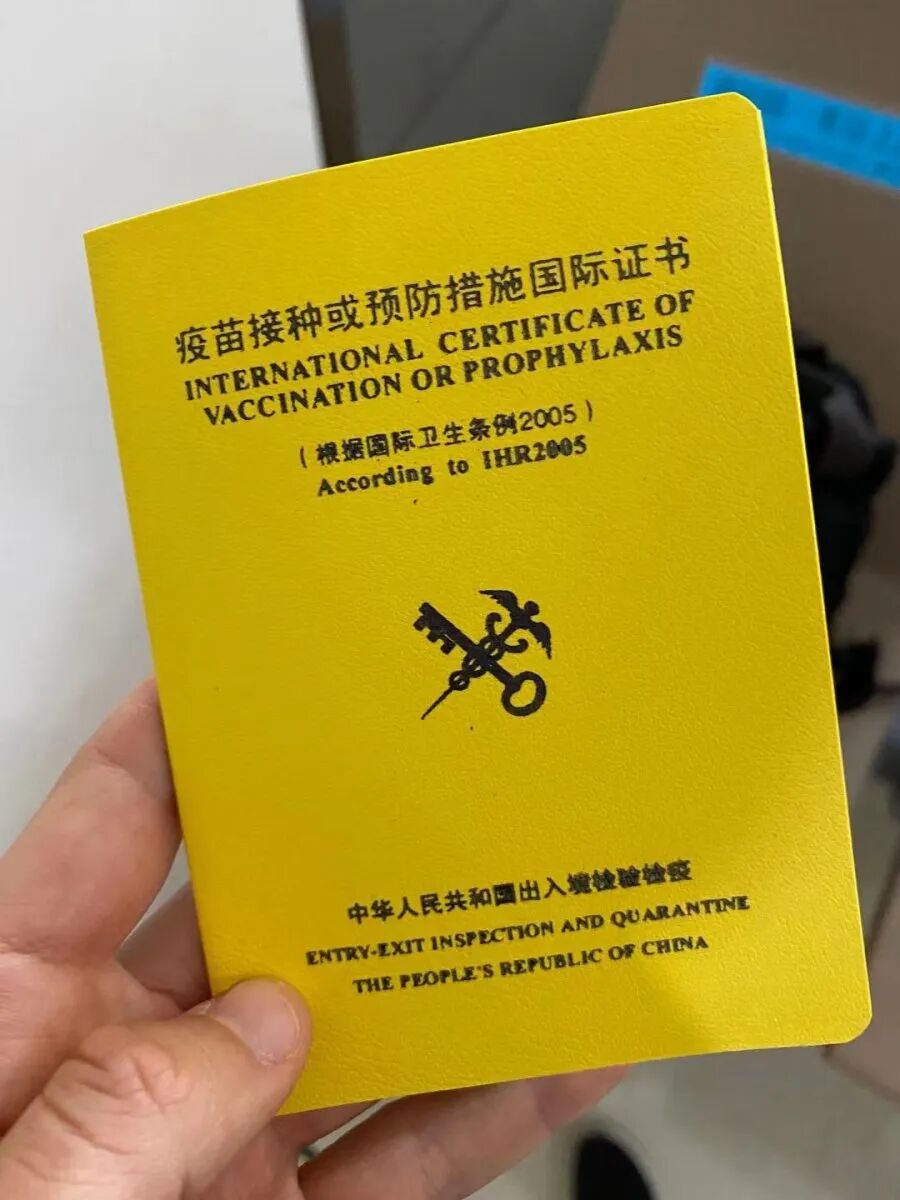 疫苗接种或预防措施国际证书
INTERNATIONAL CERTIFICATE OF
VACCINATION OR PROPHYLAXIS
（根据国际卫生条例2005）
According to IHR2005
中华人民共和国出入境检验检疫
ENTRY-EXIT INSPECTION AND QUARANTINE
THE PEOPLE'S REPUBLIC OF CHINA